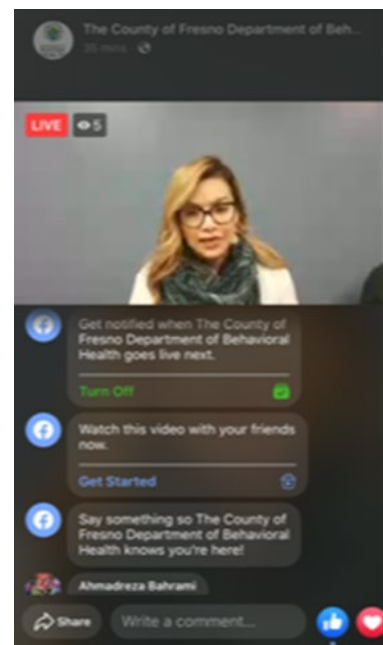 The County of Fresno Department of Beh...
35 mins
LIVE 5
Get notified when The County of
Fresno Department of Behavioral
Health goes live next.
Turn Off
Watch this video with your friends
now.
Get Started
Say something so The County of
Fresno Department of Behavioral
Health knows you're here!
Ahmadreza Bahrami
Share
Write a comment...